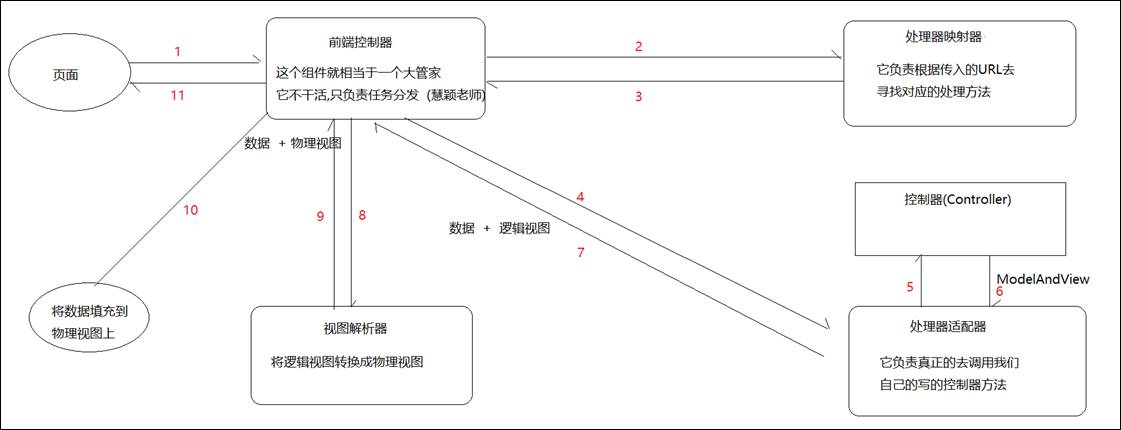 前端控制器
处理器映射器
1
2
页面
这个组件就相当于一个大管家
它负责根据传入的URL去
11
它不干活,只负责任务分发 (慧颖老师)
3
寻找对应的处理方法
数据 + 物理视图
4
控制器(Controller)
10
9
8
数据 + 逻辑视图
7
5
6
ModelAndView
将数据填充到
物理视图上
视图解析器
处理器适配器
将逻辑视图转换成物理视图
它负责真正的去调用我们
自己的写的控制器方法